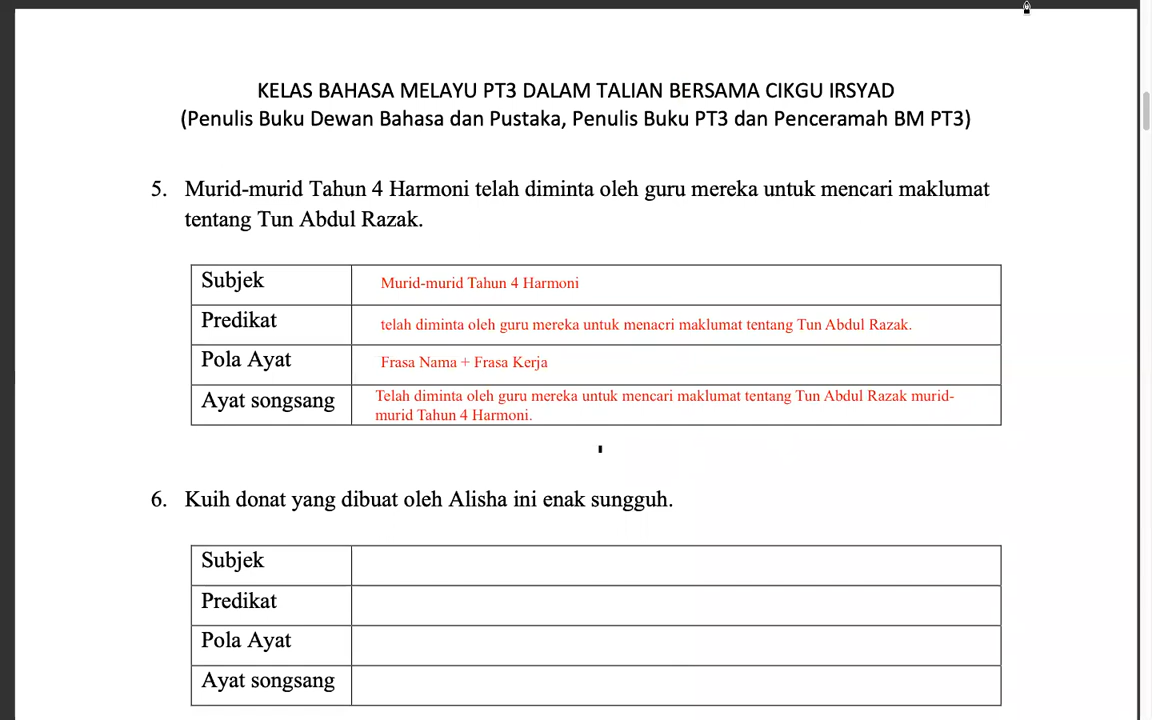 KELAS BAHASA MELAYU PT3 DALAM TALIAN BERSAMA CIKGU IRSYAD
(Penulis Buku Dewan Bahasa dan Pustaka, Penulis Buku PT3 dan Penceramah BM PT3)
5. Murid-murid Tahun 4 Harmoni telah diminta oleh guru mereka untuk mencari maklumat
tentang Tun Abdul Razak.
Subjek Murid-murid Tahun 4 Harmoni
Predikat telah diminta oleh guru mereka untuk menacri maklumat tentang Tun Abdul Razak.
Pola Ayat Frasa Nama + Frasa Kerja
Ayat songsang Telah diminta oleh guru mereka untuk mencari maklumat tentang Tun Abdul Razak murid-
murid Tahun 4 Harmoni.
6. Kuih donat yang dibuat oleh Alisha ini enak sungguh.
Subjek
Predikat
Pola Ayat
Ayat songsang